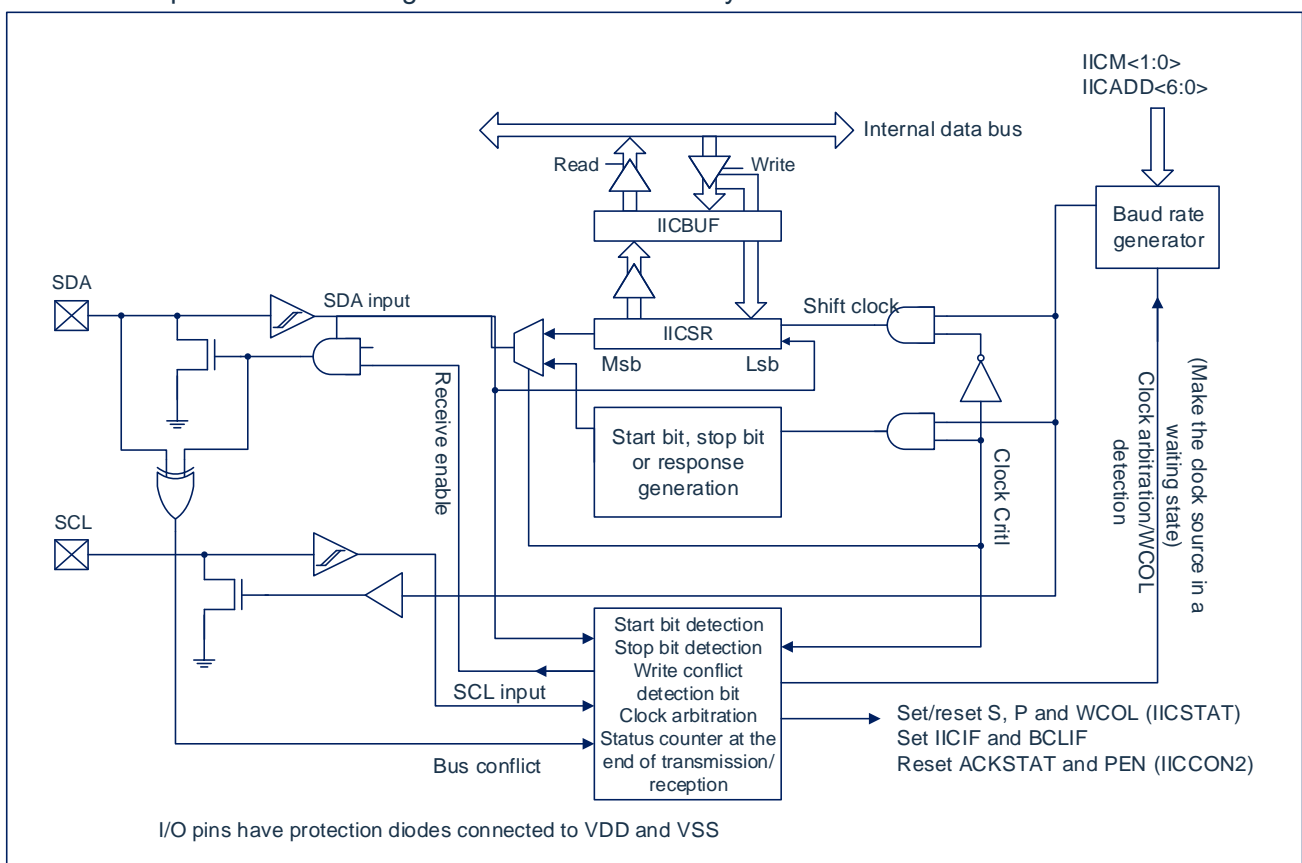 IICM<1:0>
IICADD<6:0>
Internal data bus
Read
Write
IICBUF
Baud rate
generator
SDA
SDA input
Shift clock
IICSR
Msb
Lsb
Receive enable
Start bit, stop bit
or response
generation
Clock Critl
(Make the clock source in a
waiting state)
Clock arbitration/WCOL
detection
SCL
SCL input
Bus conflict
Start bit detection
Stop bit detection
Write conflict
detection bit
Clock arbitration
Status counter at the
end of transmission/
reception
Set/reset S, P and WCOL (IICSTAT)
Set IICIF and BCLIF
Reset ACKSTAT and PEN (IICCON2)
I/O pins have protection diodes connected to VDD and VSS